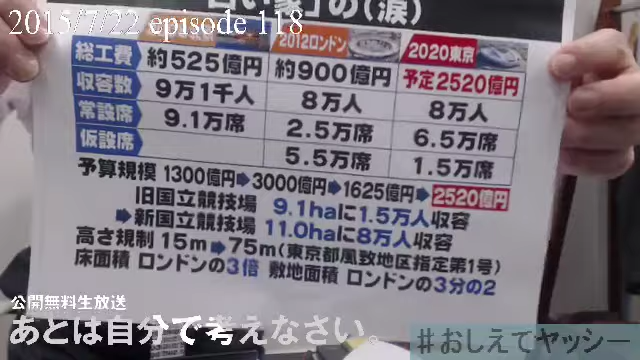 2015/7/22 episode 118
白い象」の(涙)
2012ロンドン 2020東京
総工費 約525億円 約900億円 予定2520億円
収容数 9万1千人 8万人 8万人
常設席 9.1万席 2.5万席 6.5万席
仮設席 5.5万席 1.5万席
予算規模 1300億円➡3000億円➡1625億円➡2520億円
旧国立競技場 9.1haに1.5万人収容
➡新国立競技場 11.0haに8万人収容
高さ規制 15m➡75m(東京都風致地区指定第1号)
床面積 ロンドンの3倍 敷地面積 ロンドンの3分の2
公開無料生放送
あとは自分で考えなさい。
#おしえてヤッシー